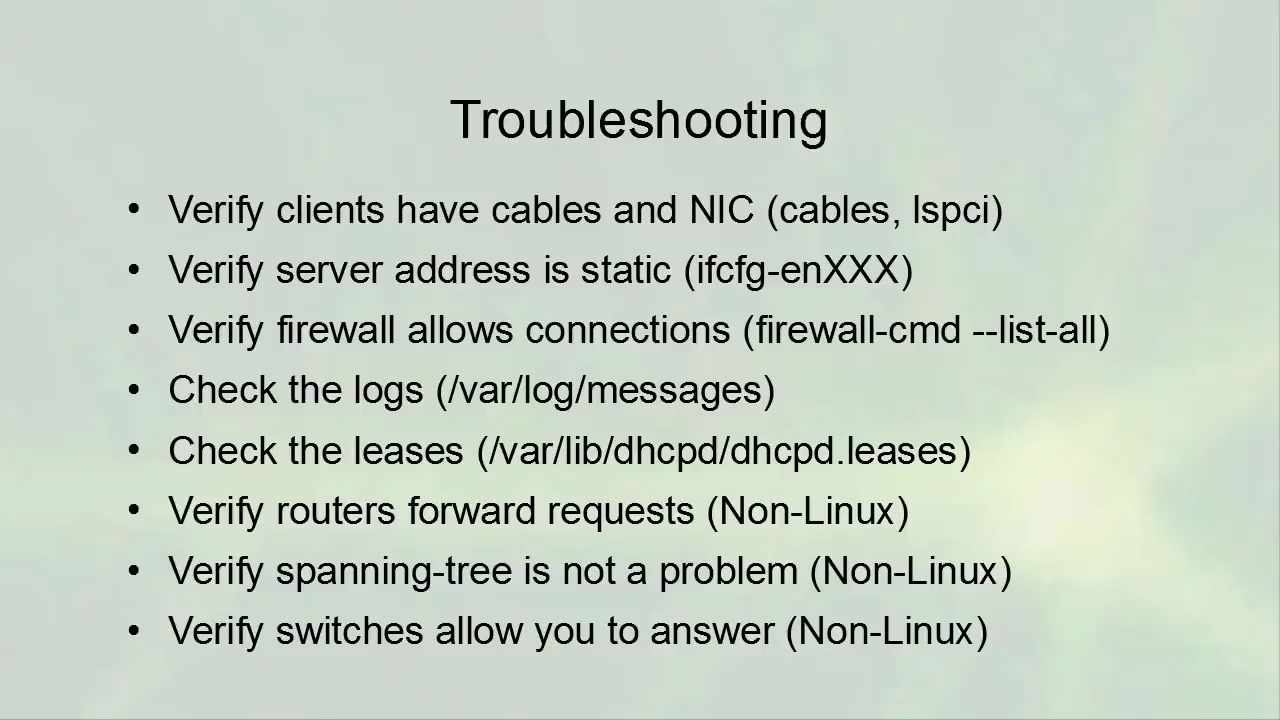 Troubleshooting
• Verify clients have cables and NIC (cables, lspci)
• Verify server address is static (ifcfg-enXXX)
• Verify firewall allows connections (firewall-cmd --list-all)
• Check the logs (/var/log/messages)
• Check the leases (/var/lib/dhcpd/dhcpd.leases)
• Verify routers forward requests (Non-Linux)
• Verify spanning-tree is not a problem (Non-Linux)
• Verify switches allow you to answer (Non-Linux)